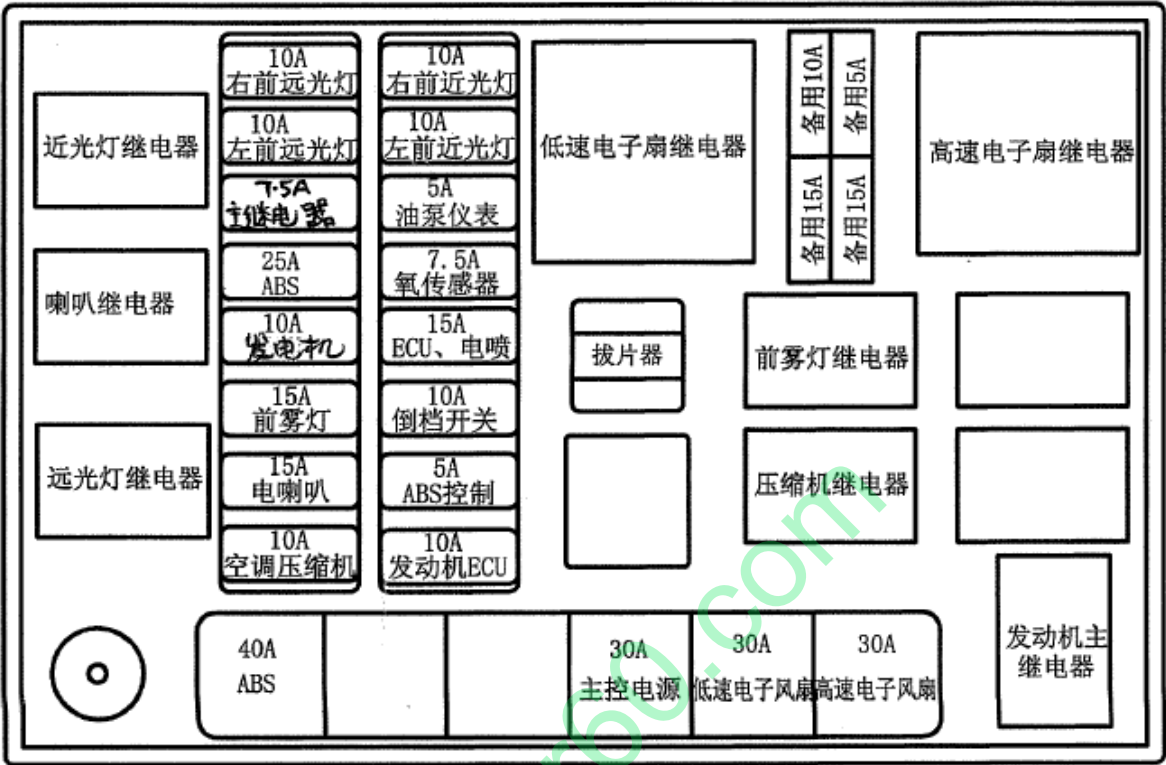 近光灯继电器
喇叭继电器
远光灯继电器
10A
右前远光灯
10A
左前远光灯
7.5A
主继电器
25A
ABS
10A
发电机
15A
前雾灯
15A
电喇叭
10A
空调压缩机
10A
右前近光灯
10A
左前近光灯
5A
油泵仪表
7.5A
氧传感器
15A
ECU、电喷
10A
倒档开关
5A
ABS控制
10A
发动机ECU
低速电子扇继电器
拔片器
备用10A
备用5A
备用15A
备用15A
高速电子扇继电器
前雾灯继电器
压缩机继电器
发动机主
继电器
40A
ABS
30A
主控电源
30A
低速电子风扇
30A
高速电子风扇
r60.com